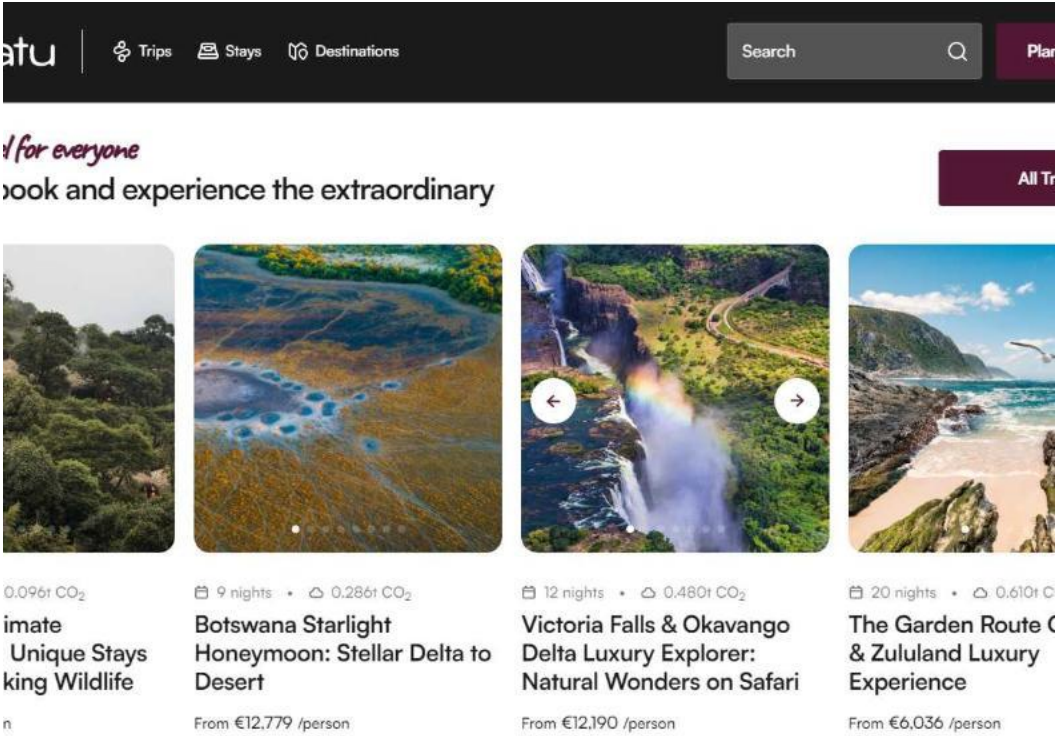 atu
Trips
Stays
Destinations
Search
Plan
for everyone
book and experience the extraordinary
All Tr
0.096t CO₂
imate
Unique Stays
king Wildlife
n
9 nights • 0.286t CO₂
Botswana Starlight
Honeymoon: Stellar Delta to
Desert
From €12,779 /person
12 nights • 0.480t CO₂
Victoria Falls & Okavango
Delta Luxury Explorer:
Natural Wonders on Safari
From €12,190 /person
20 nights • 0.610t C
The Garden Route
& Zululand Luxury
Experience
From €6,036 /person